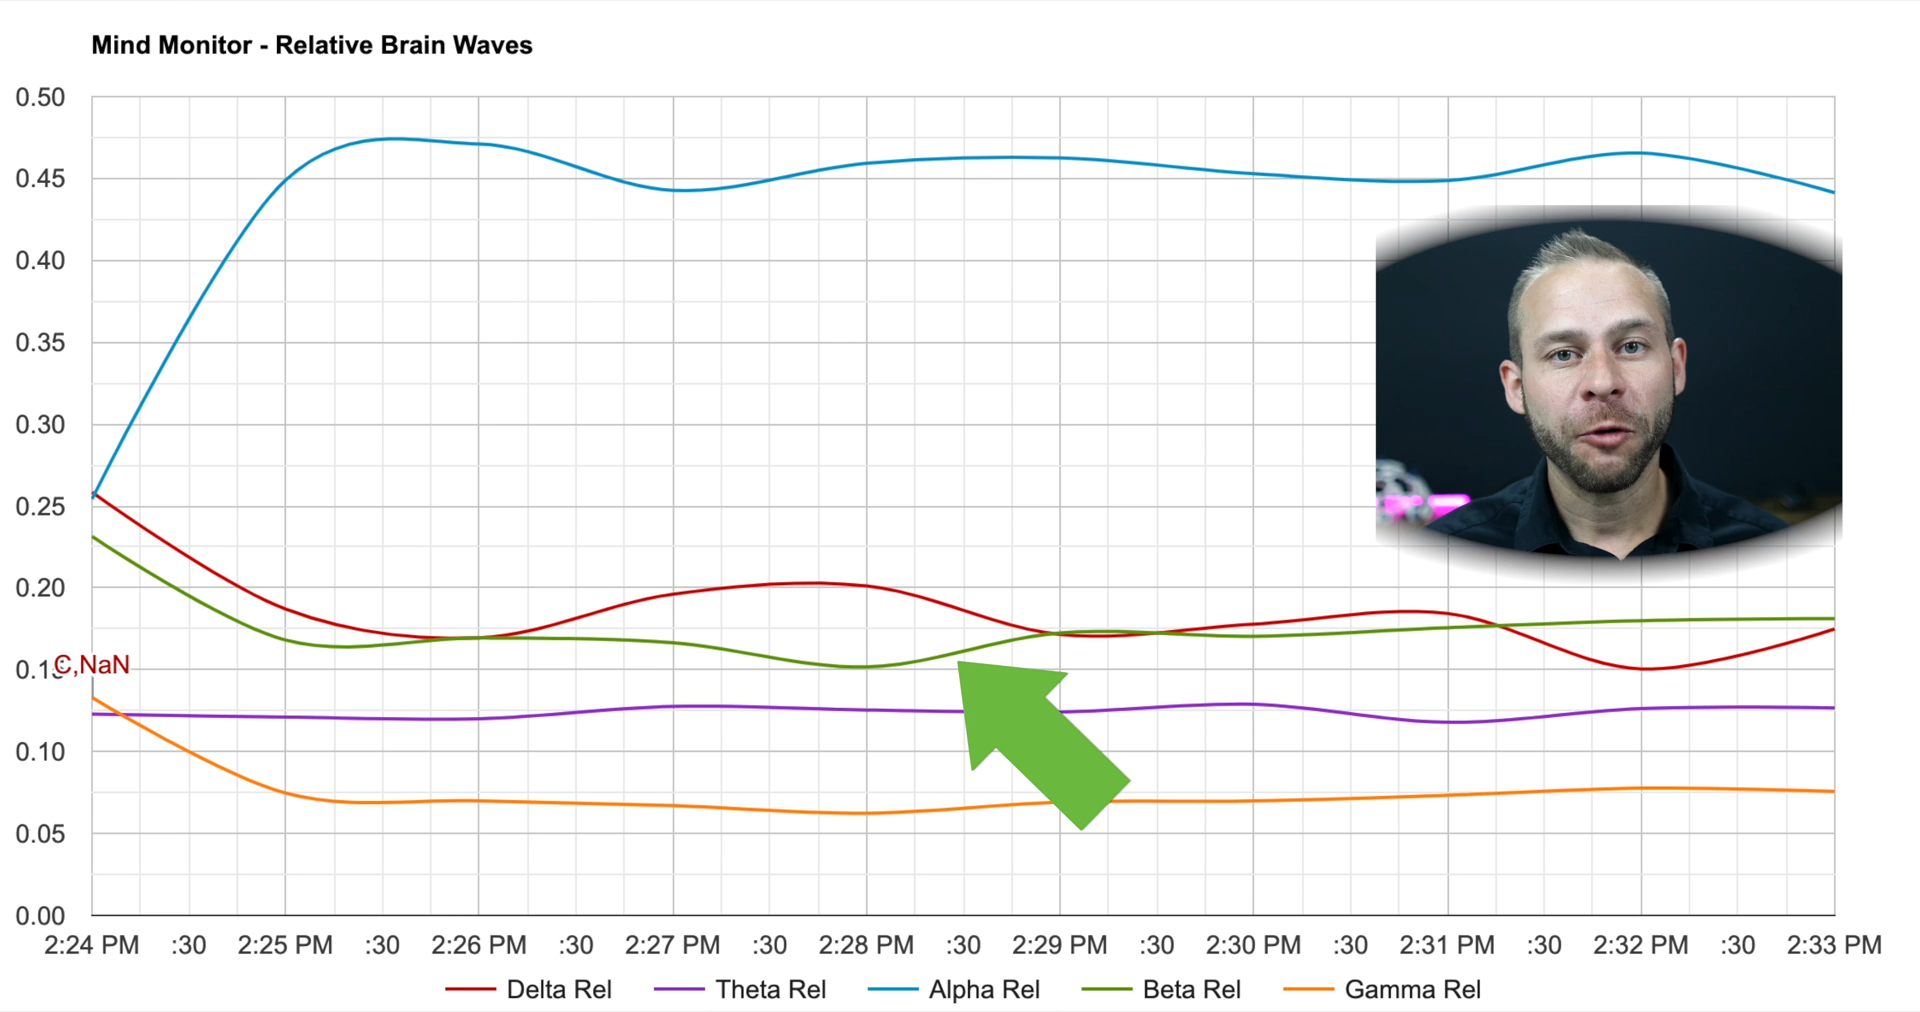 Mind Monitor - Relative Brain Waves
0.50
0.45
0.40
0.35
0.30
0.25
0.20
0.1
C,NaN
0.10
0.05
0.00
2:24 PM :30 2:25 PM :30 2:26 PM :30 2:27 PM :30 2:28 PM :30 2:29 PM :30 2:30 PM :30 2:31 PM :30 2:32 PM :30 2:33 PM
Delta Rel Theta Rel Alpha Rel Beta Rel Gamma Rel